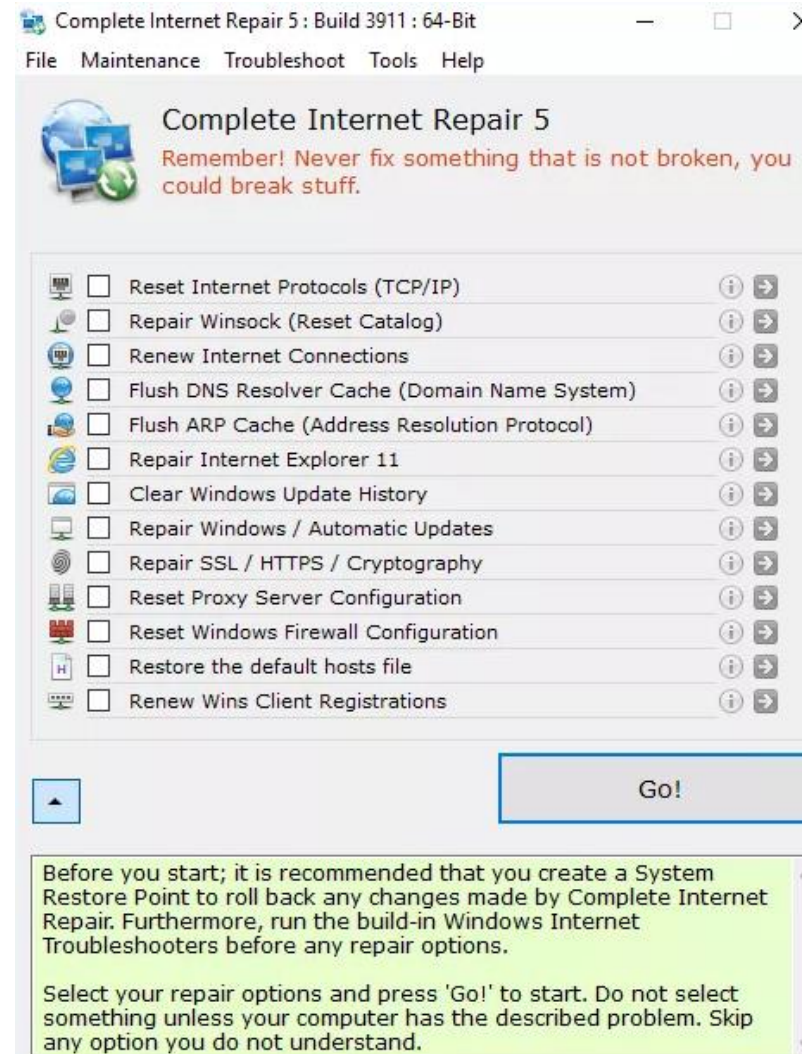 Complete Internet Repair 5 : Build 3911 : 64-Bit
File Maintenance Troubleshoot Tools Help
Complete Internet Repair 5
Remember! Never fix something that is not broken, you
could break stuff.
Reset Internet Protocols (TCP/IP)
Repair Winsock (Reset Catalog)
Renew Internet Connections
Flush DNS Resolver Cache (Domain Name System)
Flush ARP Cache (Address Resolution Protocol)
Repair Internet Explorer 11
Clear Windows Update History
Repair Windows / Automatic Updates
Repair SSL / HTTPS / Cryptography
Reset Proxy Server Configuration
Reset Windows Firewall Configuration
Restore the default hosts file
Renew Wins Client Registrations
Go!
Before you start; it is recommended that you create a System
Restore Point to roll back any changes made by Complete Internet
Repair. Furthermore, run the build-in Windows Internet
Troubleshooters before any repair options.
Select your repair options and press 'Go!' to start. Do not select
something unless your computer has the described problem. Skip
any option you do not understand.